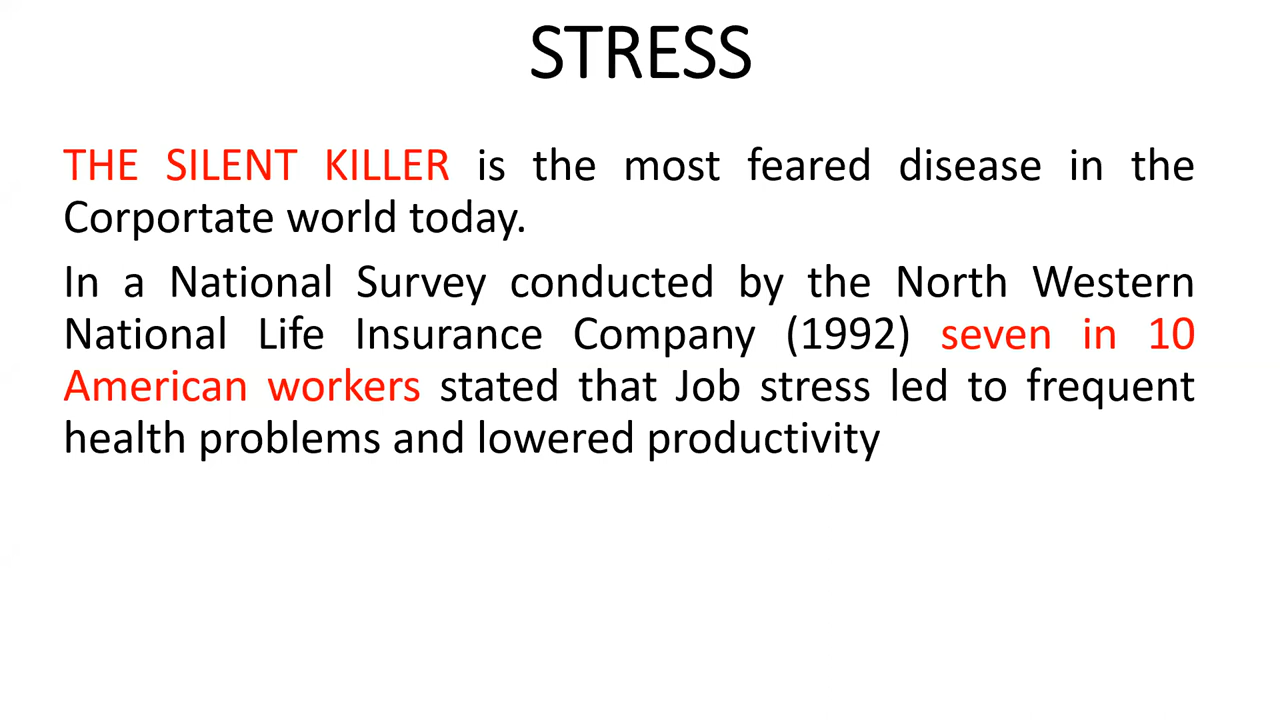 STRESS
THE SILENT KILLER is the most feared disease in the
Corportate world today.
In a National Survey conducted by the North Western
National Life Insurance Company (1992) seven in 10
American workers stated that Job stress led to frequent
health problems and lowered productivity